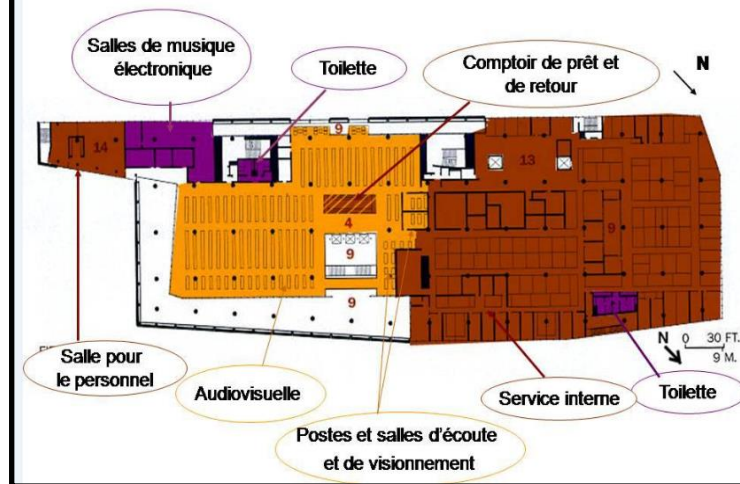 Salles de musique
électronique
Toilette
Comptoir de prêt et
de retour
N
9
14
13
4
9
9
9
N
0 30 FT.
9 M.
Salle pour
le personnel
Audiovisuelle
Service interne
Toilette
Postes et salles d'écoute
et de visionnement